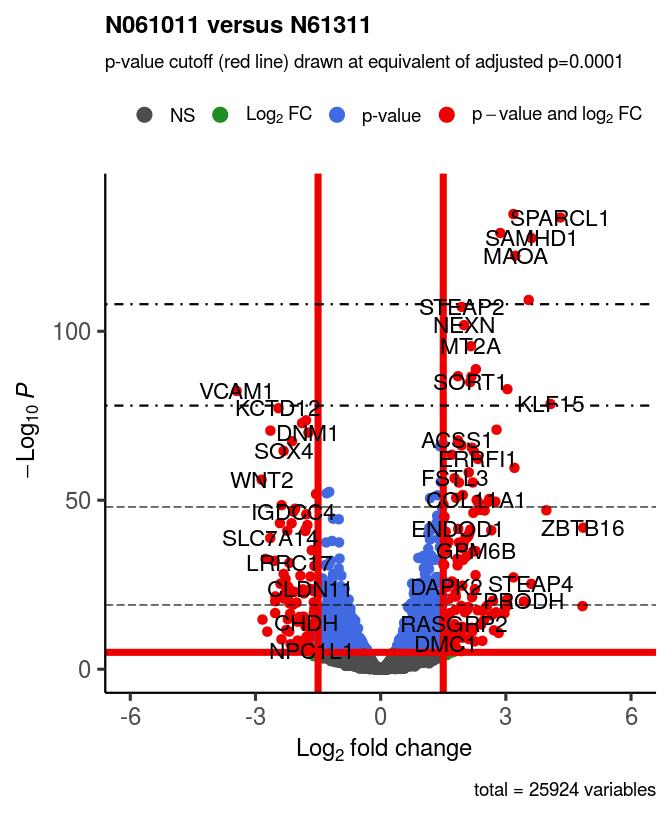 N061011 versus N61311
p-value cutoff (red line) drawn at equivalent of adjusted p=0.0001
NS Log₂ FC p-value p − value and log₂ FC
SPARCL1
SAMHD1
MAOA
STEAP2
NEXN
100
MT2A
SORT1
VCAM1
KLF15
KCTD12
DNM1
ACSS1
SOX4
ERRFI1
WNT2
FSTL3
50
COL11A1
IGDCC4
ZBTB16
ENDOD1
SLC7A14
GPM6B
LRRC17
CLDN11
DAPK2
STEAP4
PRODH
CHDH
RASGRP2
NPC1L1
DMC1
0
− Log₁₀ P
-6 -3 0 3 6
Log₂ fold change
total = 25924 variables